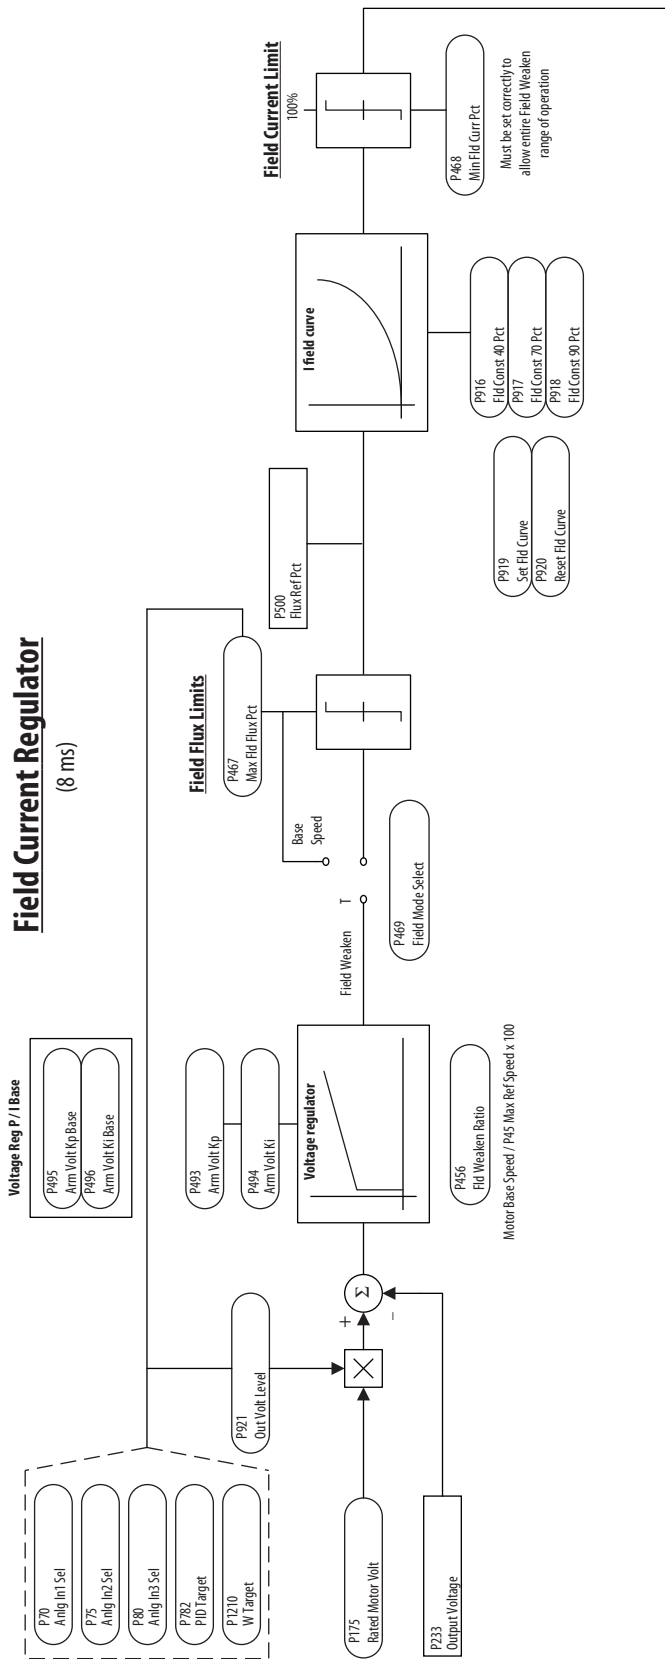 Field Current Regulator
(8 ms)
Voltage Reg P / I Base
P495
Arm Volt Kp Base
P496
Arm Volt Ki Base
P70
Anlg In1 Sel
P75
Anlg In2 Sel
P80
Anlg In3 Sel
P782
PID Target
P1210
W Target
P921
Out Volt Level
P175
Rated Motor Volt
P233
Output Voltage
+
Σ
–
P493
Arm Volt Kp
P494
Arm Volt Ki
Voltage regulator
P456
Fld Weaken Ratio
Motor Base Speed / P45 Max Ref Speed x 100
Field Weaken
T
Base
Speed
P469
Field Mode Select
Field Flux Limits
P467
Max Fld Flux Pct
P500
Flux Ref Pct
I field curve
P916
Fld Const 40 Pct
P917
Fld Const 70 Pct
P918
Fld Const 90 Pct
P919
Set Fld Curve
P920
Reset Fld Curve
Field Current Limit
100%
P468
Min Fld Curr Pct
Must be set correctly to
allow entire Field Weaken
range of operation